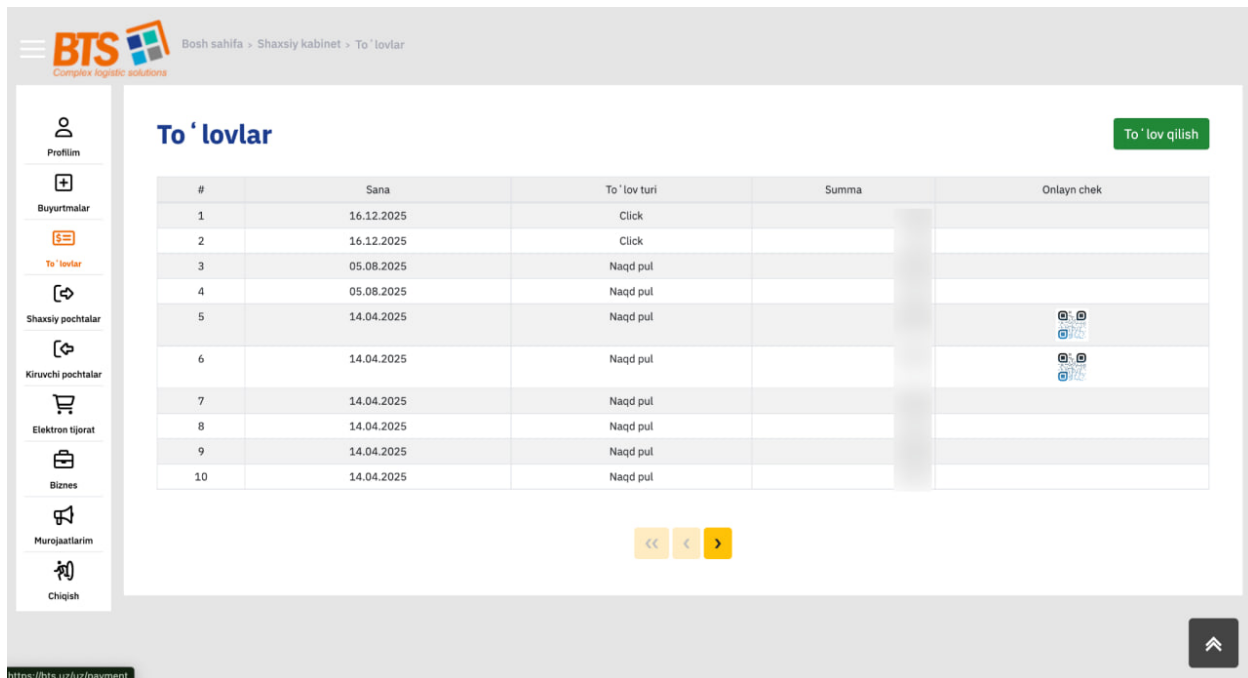 BTS
Complex logistic solutions
Bosh sahifa > Shaxsiy kabinet > To`lovlar
Profilim
Buyurtmalar
To`lovlar
Shaxsiy pochtalar
Kiruvchi pochtalar
Elektron tijorat
Biznes
Murojaatlarim
Chiqish
To‘lovlar
To`lov qilish
# Sana To`lov turi Summa Onlayn chek
1 16.12.2025 Click
2 16.12.2025 Click
3 05.08.2025 Naqd pul
4 05.08.2025 Naqd pul
5 14.04.2025 Naqd pul
6 14.04.2025 Naqd pul
7 14.04.2025 Naqd pul
8 14.04.2025 Naqd pul
9 14.04.2025 Naqd pul
10 14.04.2025 Naqd pul
https://bts.uz/uz/payment